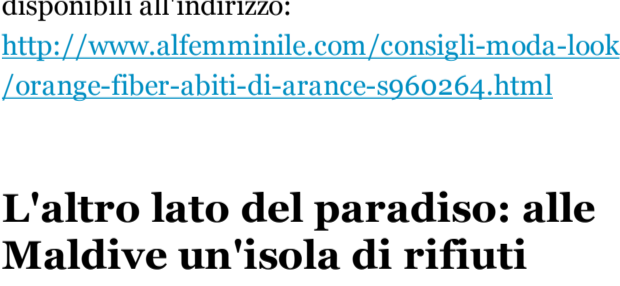 disponibili all'indirizzo:
http://www.alfemminile.com/consigli-moda-look
/orange-fiber-abiti-di-arance-s960264.html
L'altro lato del paradiso: alle
Maldive un'isola di rifiuti